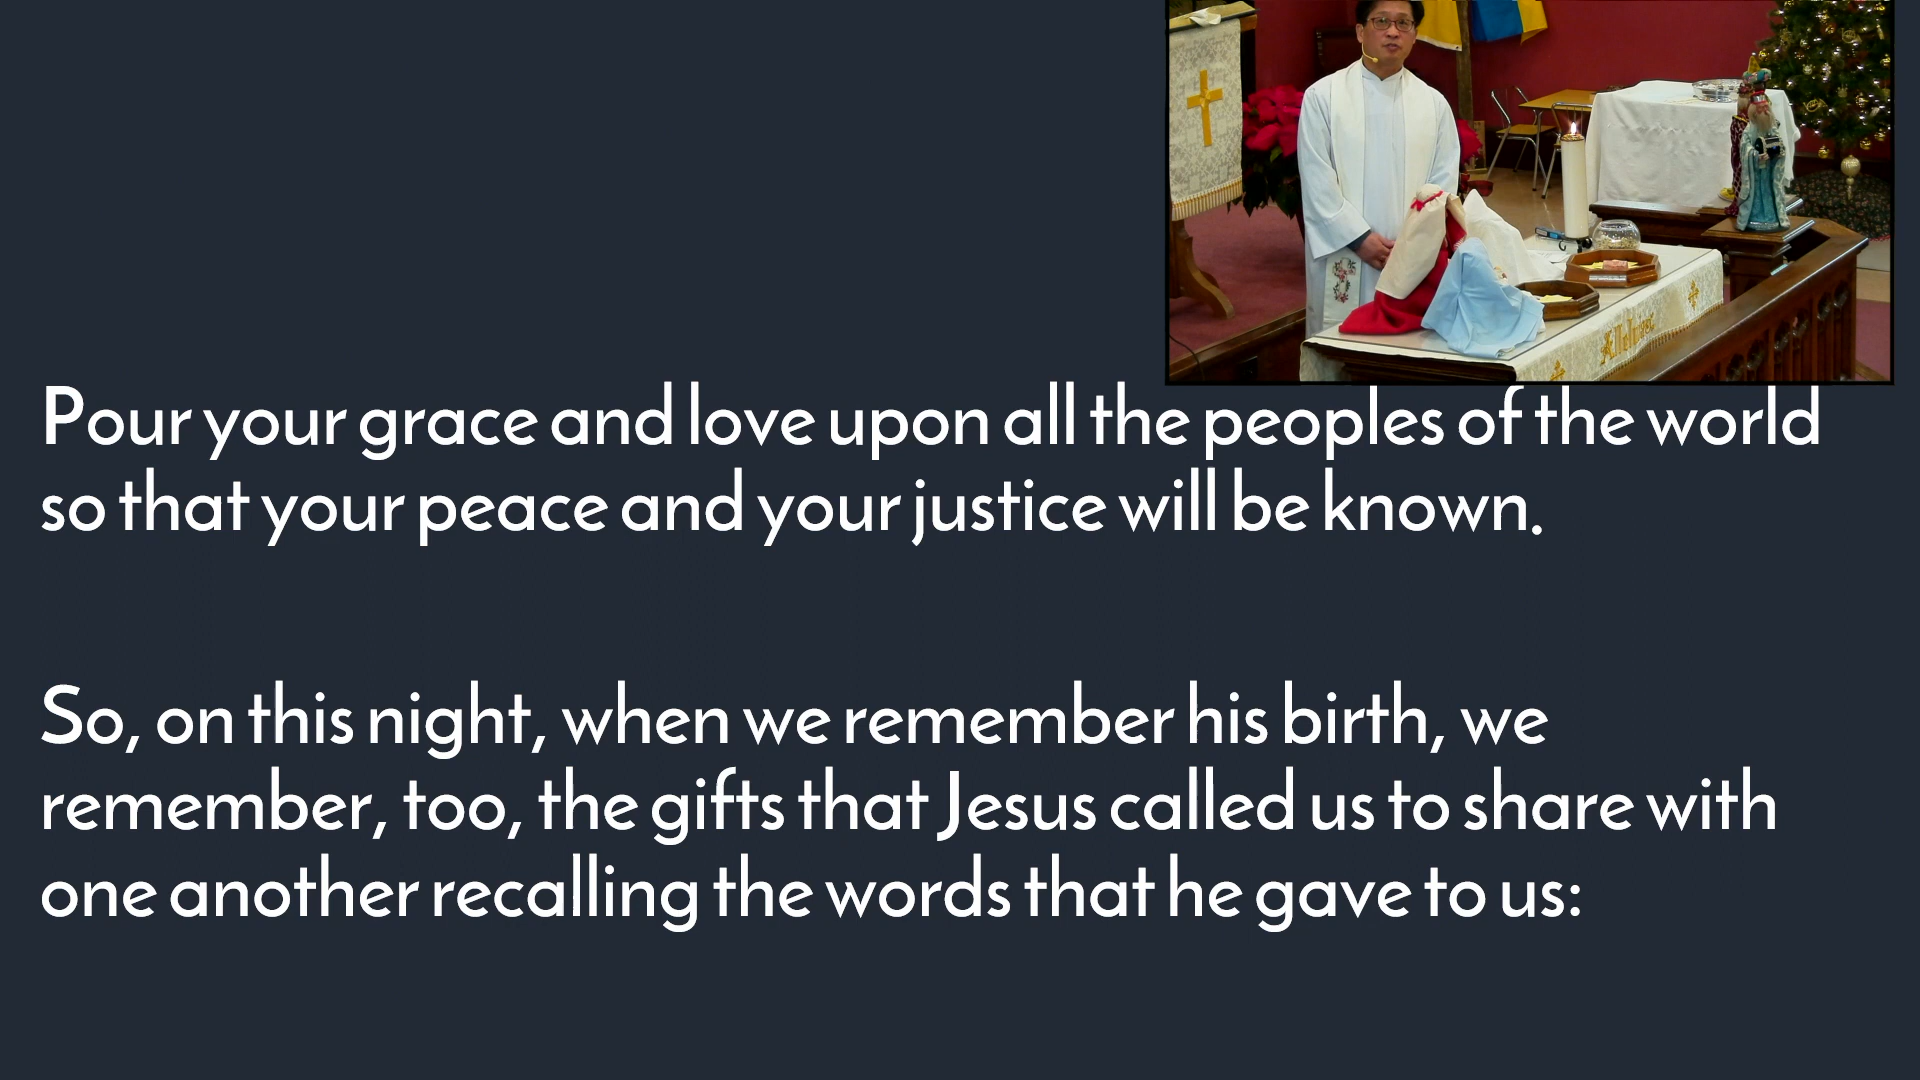 Pour your grace and love upon all the peoples of the world
so that your peace and your justice will be known.
So, on this night, when we remember his birth, we
remember, too, the gifts that Jesus called us to share with
one another recalling the words that he gave to us:
Alleluia